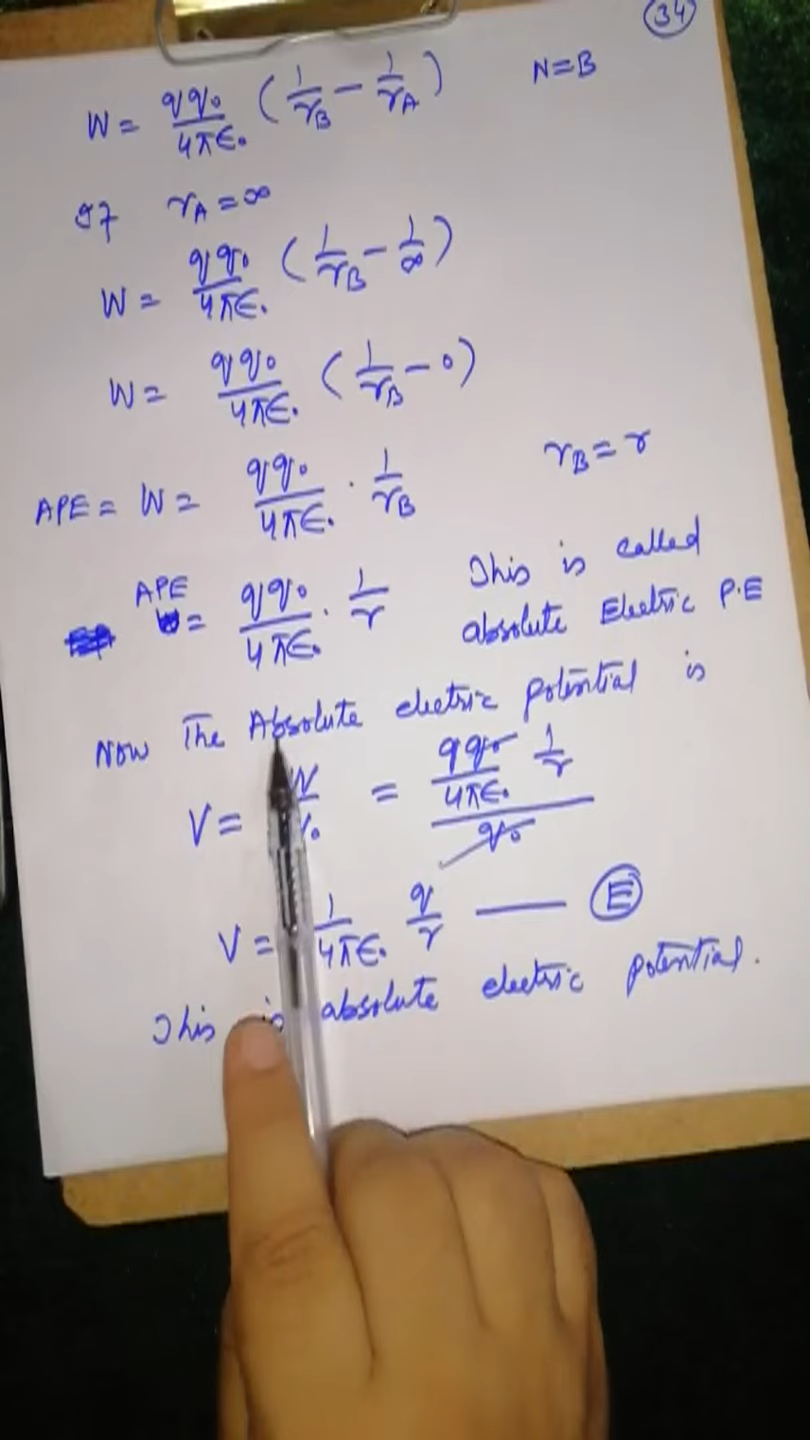 34
W = qq₀/4πε₀ (1/r_B − 1/r_A) N=B
If r_A = ∞
W = qq₀/4πε₀ (1/r_B − 1/∞)
W = qq₀/4πε₀ (1/r_B − 0)
APE = W = qq₀/4πε₀ · 1/r_B r_B = r
APE = qq₀/4πε₀ · 1/r This is called
absolute Electric P.E
Now The Absolute electric potential is
V = W/q₀ = (qq₀/4πε₀ 1/r)/q₀
V = 1/4πε₀ q/r —— E
This is absolute electric potential.